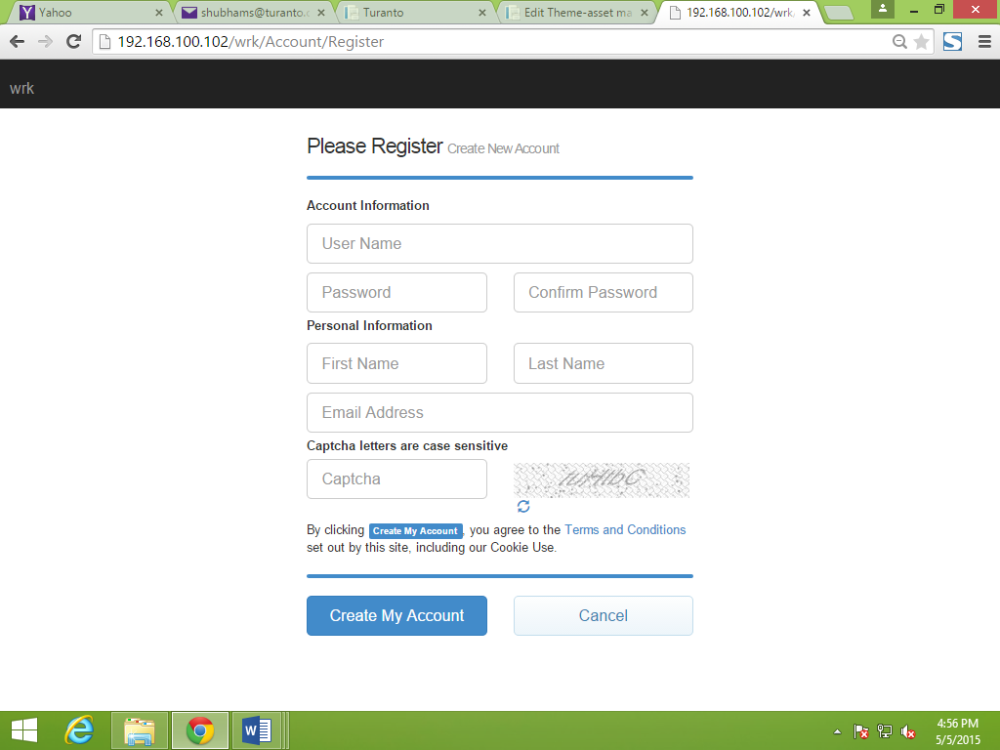 Yahoo
shubhams@turanto.c
Turanto
Edit Theme-asset ma
192.168.100.102/wrk/
192.168.100.102/wrk/Account/Register
wrk
Please Register Create New Account
Account Information
User Name
Password Confirm Password
Personal Information
First Name Last Name
Email Address
Captcha letters are case sensitive
Captcha
By clicking Create My Account, you agree to the Terms and Conditions
set out by this site, including our Cookie Use.
Create My Account Cancel
4:56 PM
5/5/2015